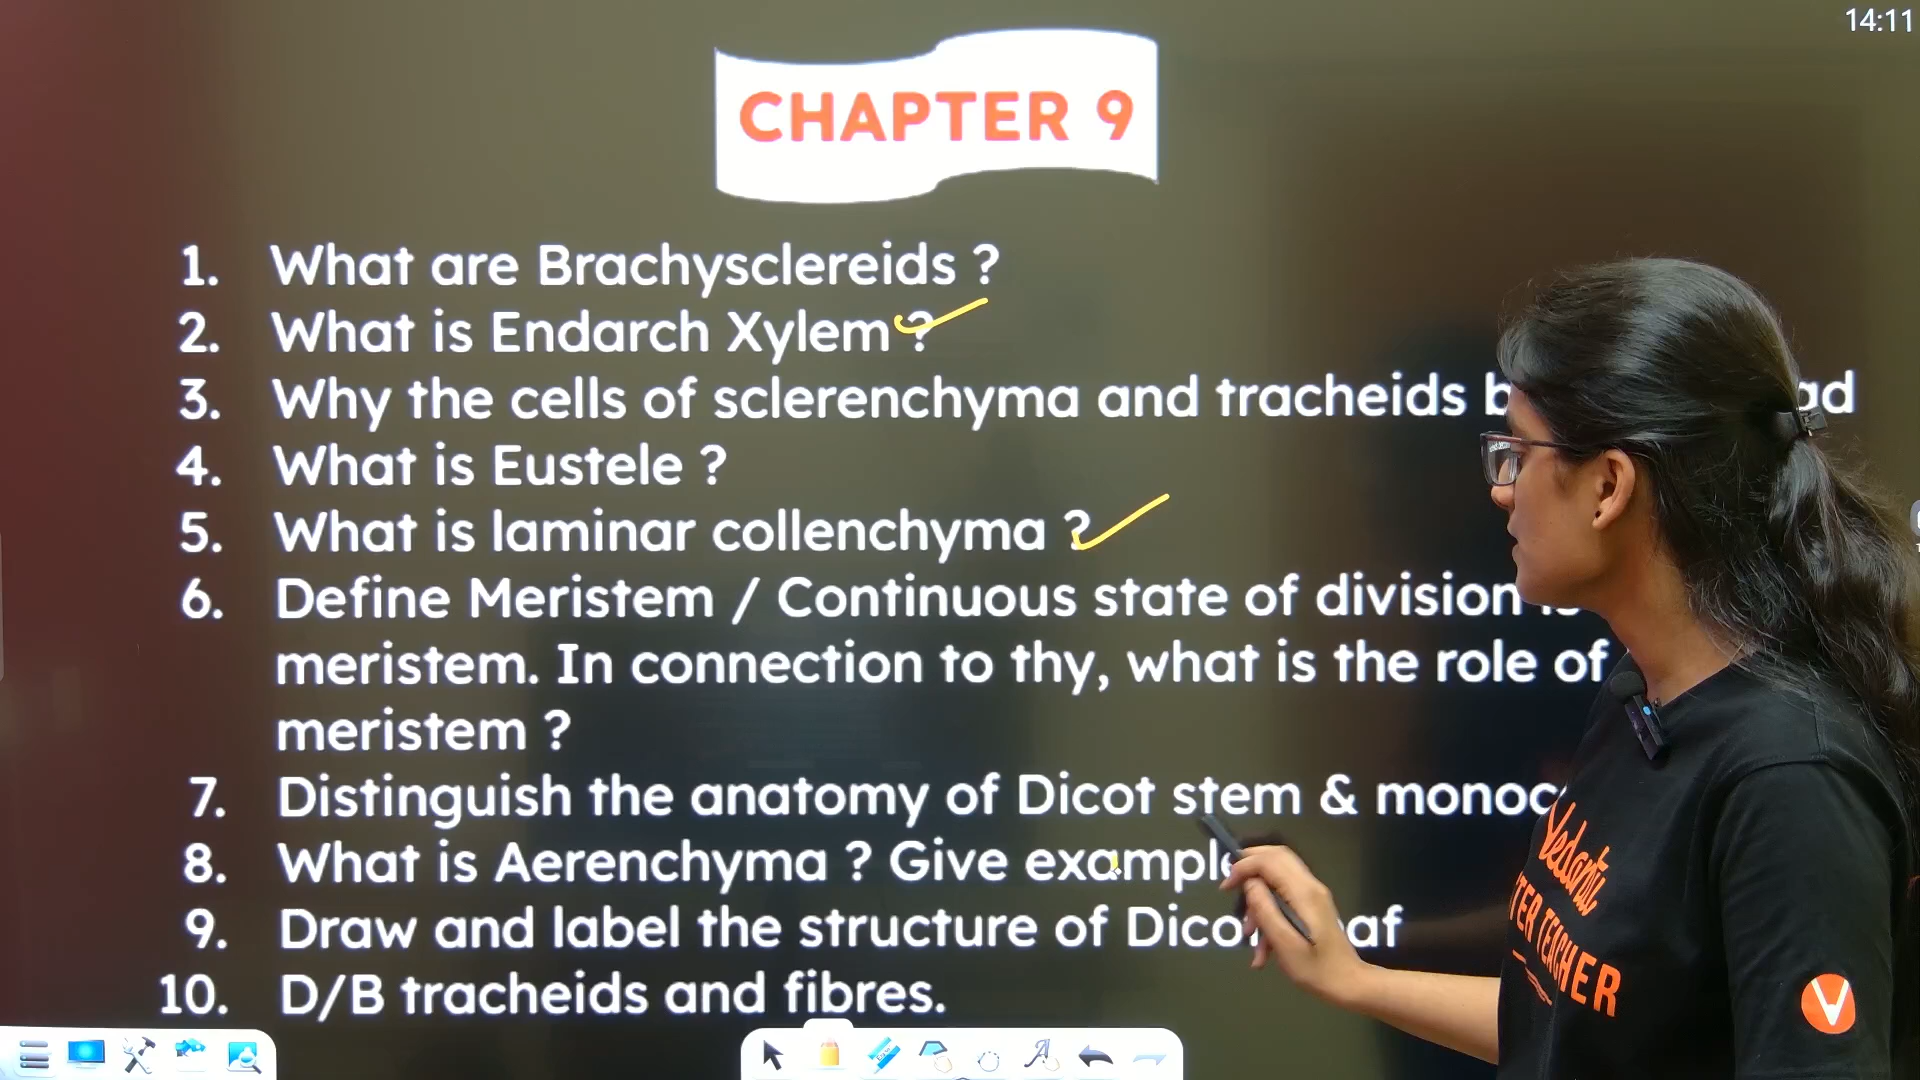 14:11
CHAPTER 9
1. What are Brachysclereids ?
2. What is Endarch Xylem ?
3. Why the cells of sclerenchyma and tracheids
4. What is Eustele ?
5. What is laminar collenchyma ?
6. Define Meristem / Continuous state of division
meristem. In connection to thy, what is the role of
meristem ?
7. Distinguish the anatomy of Dicot stem &
8. What is Aerenchyma ? Give
9. Draw and label the structure of
10. D/B tracheids and fibres.
Vedantu
TEACHER
V